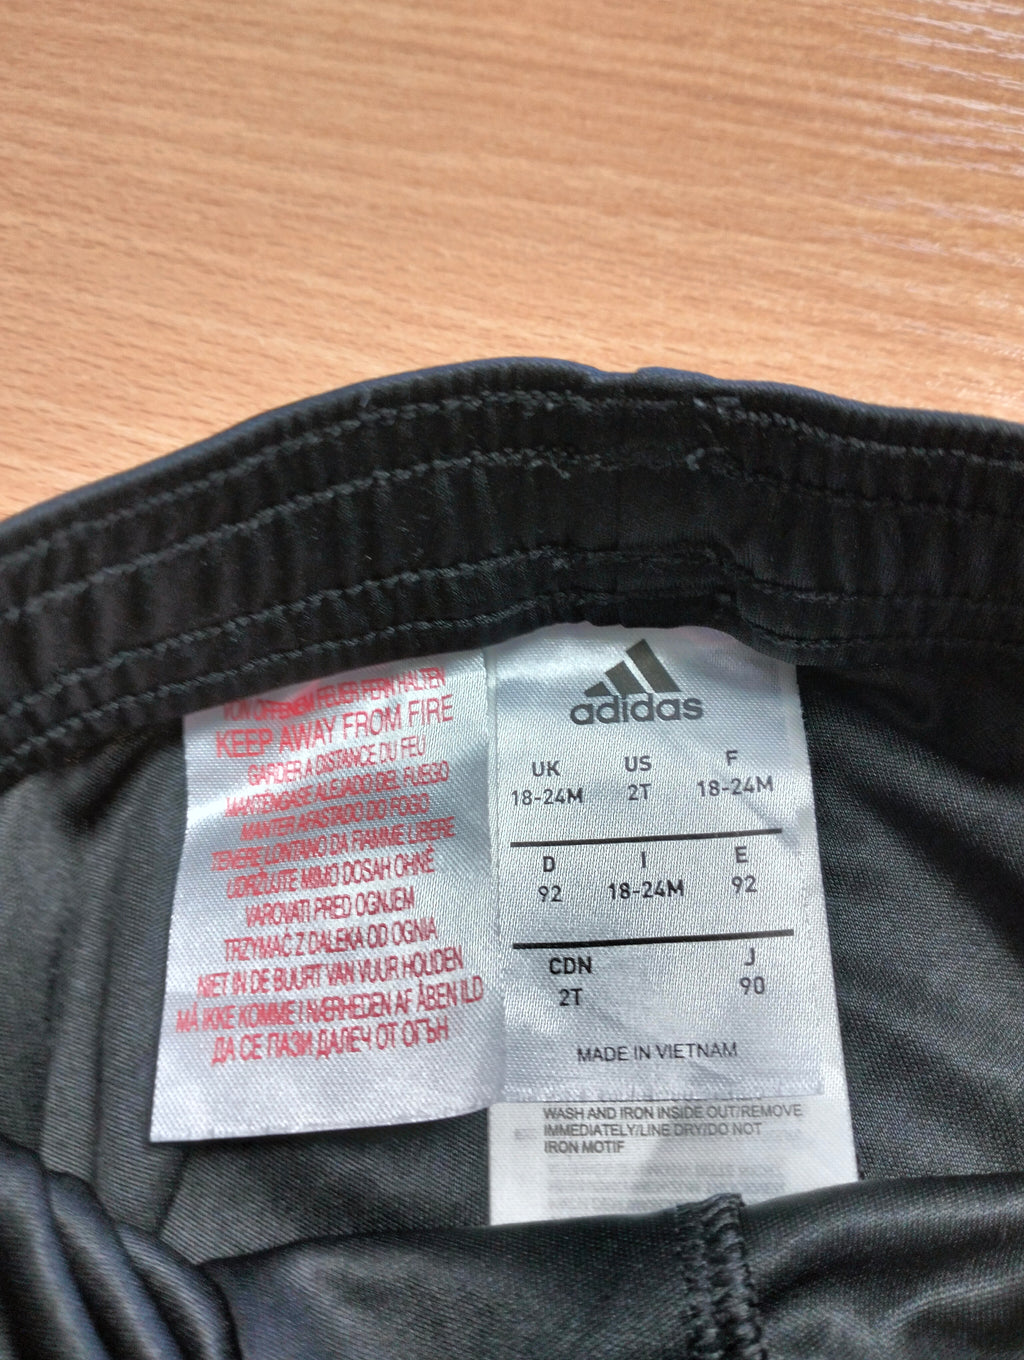 VON OFFENEM FEUER FERN HALTEN
KEEP AWAY FROM FIRE
GARDER A DISTANCE DU FEU
MANTENGASE ALEJADO DEL FUEGO
MANTER AFASTADO DO FOGO
TENERE LONTANO DA FIAMME LIBERE
UDRŽUJTE MIMO DOSAH OHNĚ
VAROVATI PRED OGNJEM
TRZYMAĆ Z DALEKA OD OGNIA
NIET IN DE BUURT VAN VUUR HOUDEN
MÅ IKKE KOMME I NÆRHEDEN AF ÅBEN ILD
ДА СЕ ПАЗИ ДАЛЕЧ ОТ ОГЪН
adidas
UK US F
18-24M 2T 18-24M
D I E
92 18-24M 92
CDN J
2T 90
MADE IN VIETNAM
WASH AND IRON INSIDE OUT/REMOVE
IMMEDIATELY/LINE DRY/DO NOT
IRON MOTIF